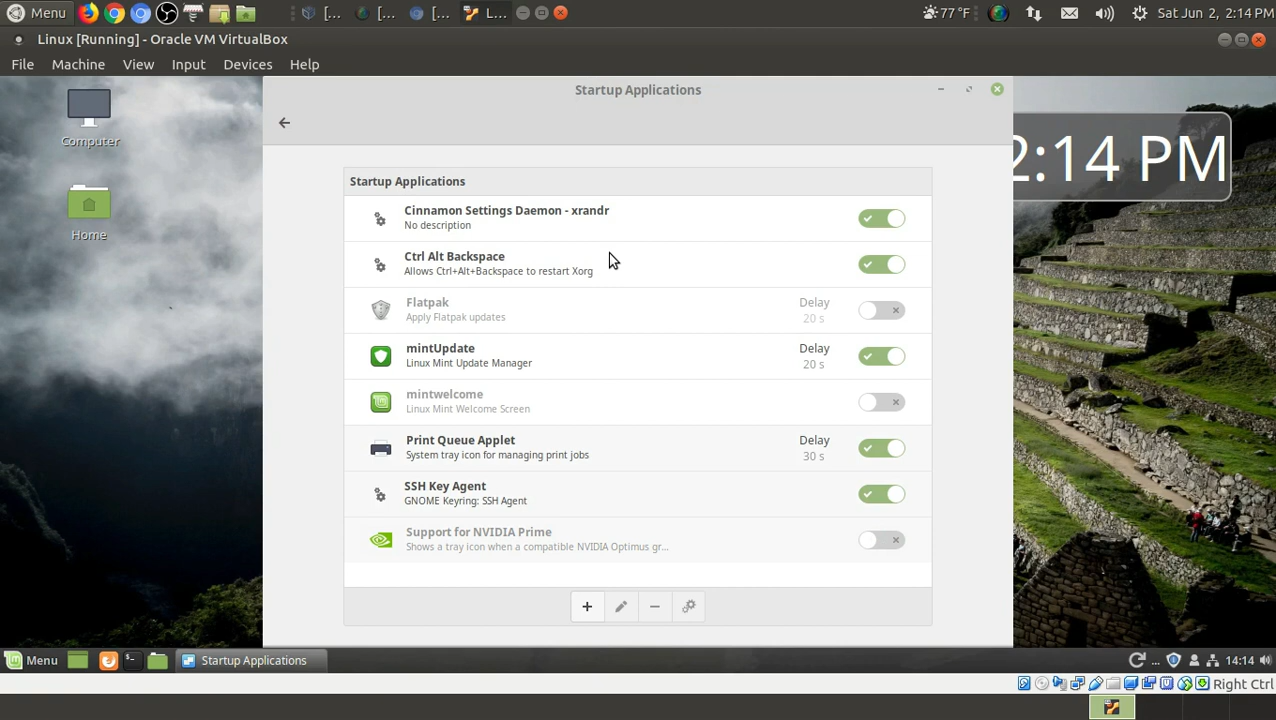 Menu
[...
[...
[...
L...
77 °F
Sat Jun 2, 2:14 PM
Linux [Running] - Oracle VM VirtualBox
File Machine View Input Devices Help
Startup Applications
Computer
Home
2:14 PM
Startup Applications
Cinnamon Settings Daemon - xrandr
No description
Ctrl Alt Backspace
Allows Ctrl+Alt+Backspace to restart Xorg
Flatpak
Apply Flatpak updates
Delay
20 s
mintUpdate
Linux Mint Update Manager
Delay
20 s
mintwelcome
Linux Mint Welcome Screen
Print Queue Applet
System tray icon for managing print jobs
Delay
30 s
SSH Key Agent
GNOME Keyring: SSH Agent
Support for NVIDIA Prime
Shows a tray icon when a compatible NVIDIA Optimus gr...
Menu
Startup Applications
...
14:14
Right Ctrl